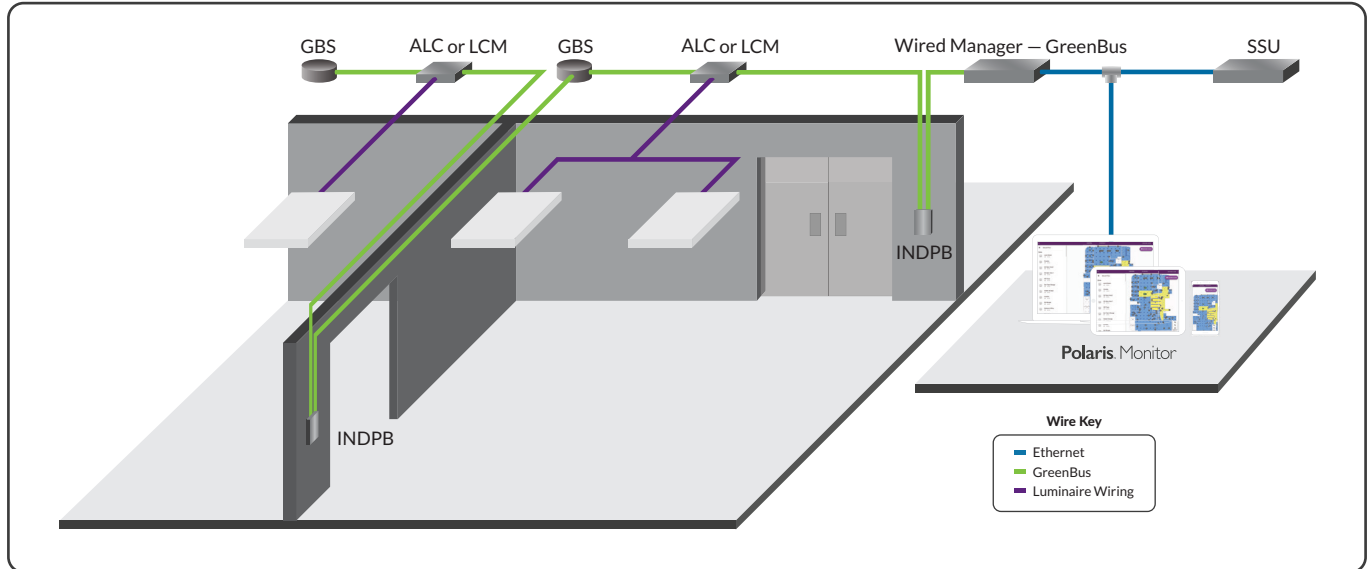 GBS
ALC or LCM
GBS
ALC or LCM
Wired Manager — GreenBus
SSU
INDPB
INDPB
Polaris. Monitor
Wire Key
Ethernet
GreenBus
Luminaire Wiring